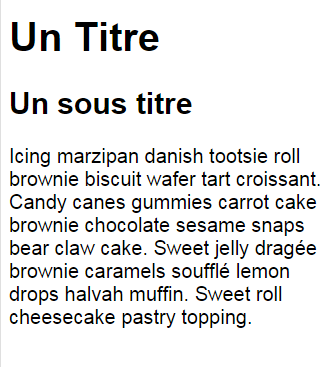 Un Titre
Un sous titre
Icing marzipan danish tootsie roll
brownie biscuit wafer tart croissant.
Candy canes gummies carrot cake
brownie chocolate sesame snaps
bear claw cake. Sweet jelly dragée
brownie caramels soufflé lemon
drops halvah muffin. Sweet roll
cheesecake pastry topping.